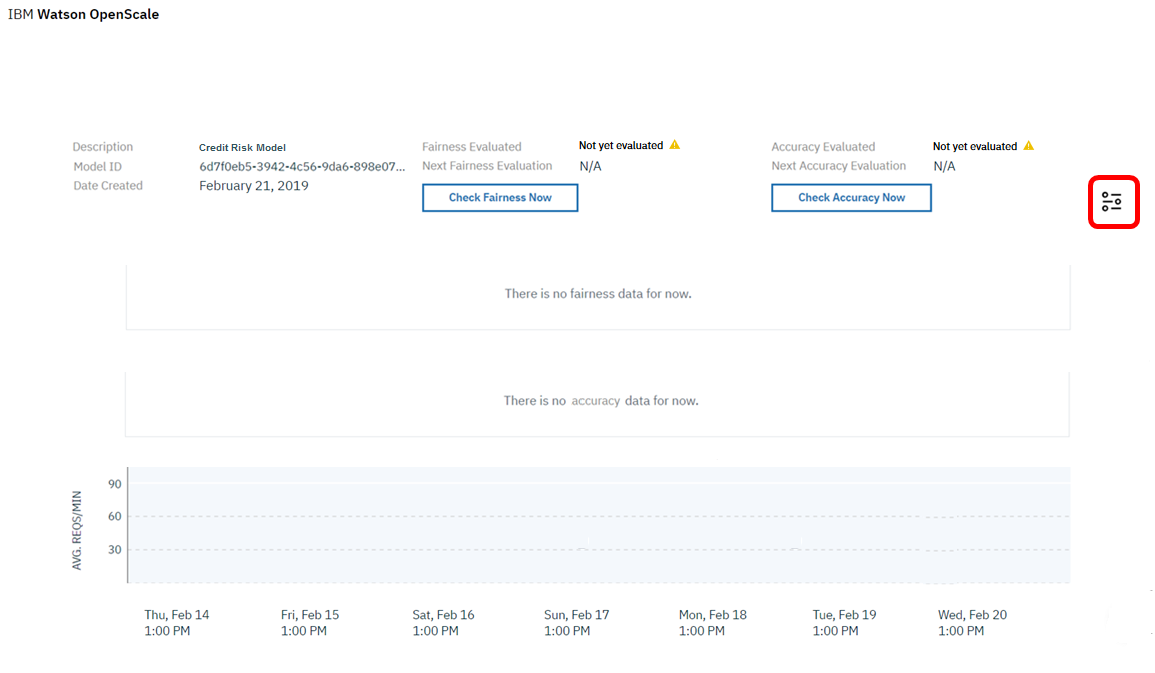 IBM Watson OpenScale
Description
Credit Risk Model
Model ID
6d7f0eb5-3942-4c56-9da6-898e07...
Date Created
February 21, 2019
Fairness Evaluated
Not yet evaluated
Next Fairness Evaluation
N/A
Check Fairness Now
Accuracy Evaluated
Not yet evaluated
Next Accuracy Evaluation
N/A
Check Accuracy Now
There is no fairness data for now.
There is no accuracy data for now.
AVG. REQS/MIN
90
60
30
Thu, Feb 14
1:00 PM
Fri, Feb 15
1:00 PM
Sat, Feb 16
1:00 PM
Sun, Feb 17
1:00 PM
Mon, Feb 18
1:00 PM
Tue, Feb 19
1:00 PM
Wed, Feb 20
1:00 PM